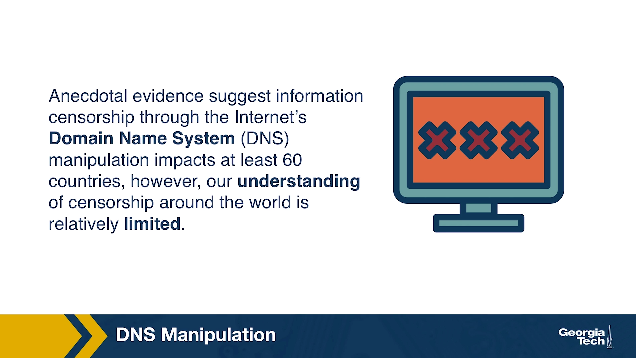 Anecdotal evidence suggest information
censorship through the Internet's
Domain Name System (DNS)
manipulation impacts at least 60
countries, however, our understanding
of censorship around the world is
relatively limited.
DNS Manipulation
Georgia
Tech